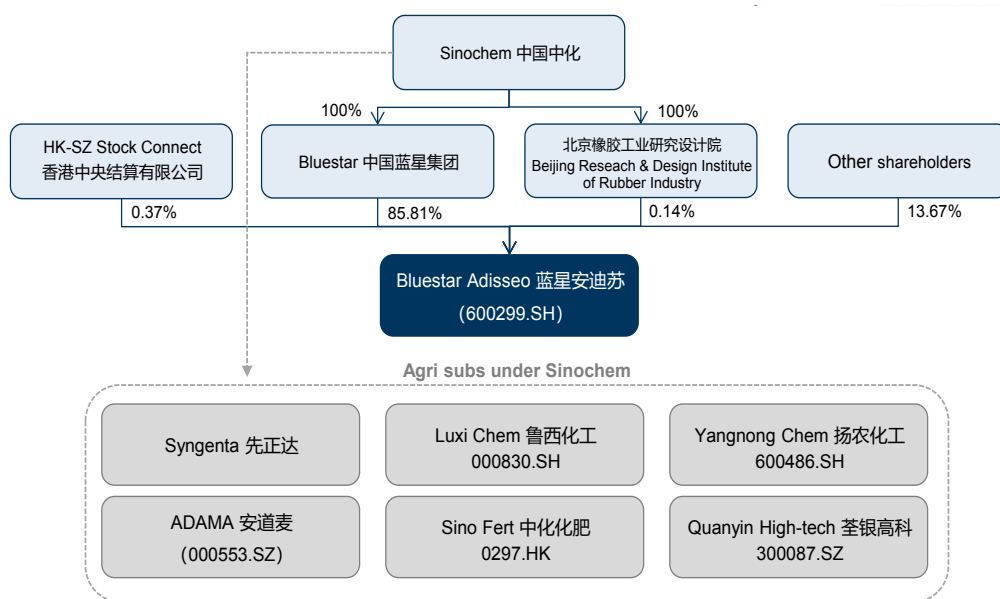 Sinochem 中国中化
100%
100%
HK-SZ Stock Connect
香港中央结算有限公司
Bluestar 中国蓝星集团
北京橡胶工业研究设计院
Beijing Reseach & Design Institute
of Rubber Industry
Other shareholders
0.37%
85.81%
0.14%
13.67%
Bluestar Adisseo 蓝星安迪苏
(600299.SH)
Agri subs under Sinochem
Syngenta 先正达
Luxi Chem 鲁西化工
000830.SH
Yangnong Chem 扬农化工
600486.SH
ADAMA 安道麦
(000553.SZ)
Sino Fert 中化化肥
0297.HK
Quanyin High-tech 荃银高科
300087.SZ